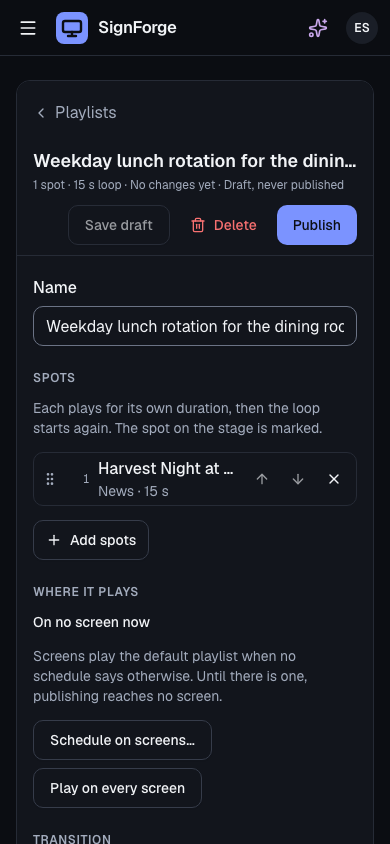 SignForge
ES
Playlists
Weekday lunch rotation for the dinin...
1 spot · 15 s loop · No changes yet · Draft, never published
Save draft
Delete
Publish
Name
Weekday lunch rotation for the dining roo
SPOTS
Each plays for its own duration, then the loop
starts again. The spot on the stage is marked.
1
Harvest Night at ...
News · 15 s
Add spots
WHERE IT PLAYS
On no screen now
Screens play the default playlist when no
schedule says otherwise. Until there is one,
publishing reaches no screen.
Schedule on screens...
Play on every screen
TRANSITION